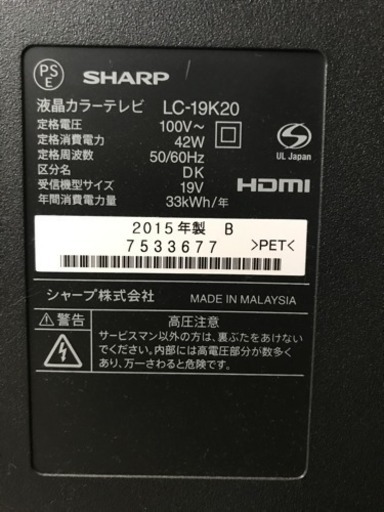 PS
E
SHARP
液晶カラーテレビ LC-19K20
定格電圧 100V～
定格消費電力 42W
定格周波数 50/60Hz
区分名 DK
受信機型サイズ 19V
年間消費電力量 33kWh/年
S
UL Japan
HDMI
2015年製 B
7533677
>PET<
シャープ株式会社 MADE IN MALAYSIA
警告 高圧注意
サービスマン以外の方は、裏ぶたをあけない
でください。内部には高電圧部分が数多く
あり、万一さわると危険です。